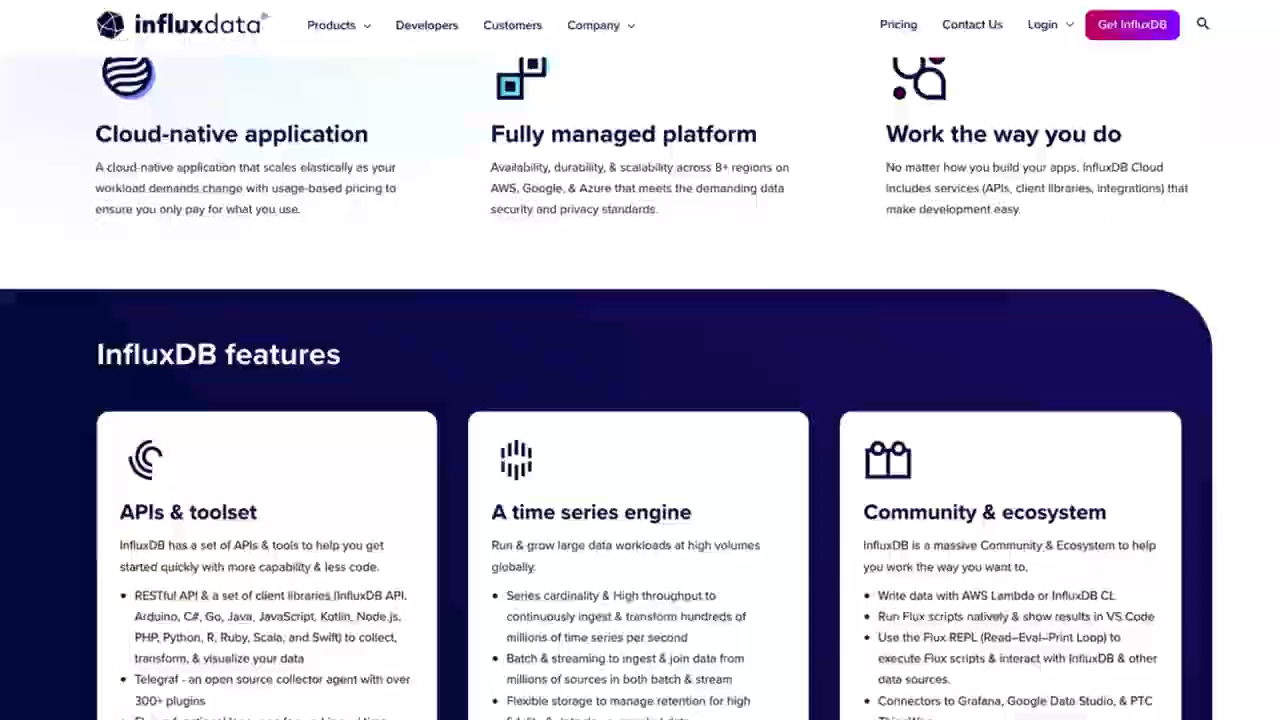 influxdata
Products
Developers
Customers
Company
Pricing
Contact Us
Login
Get InfluxDB
Cloud-native application
A cloud-native application that scales elastically as your
workload demands change with usage-based pricing to
ensure you only pay for what you use.
Fully managed platform
Availability, durability, & scalability across 8+ regions on
AWS, Google, & Azure that meets the demanding data
security and privacy standards.
Work the way you do
No matter how you build your apps, InfluxDB Cloud
includes services (APIs, client libraries, integrations) that
make development easy.
InfluxDB features
APIs & toolset
InfluxDB has a set of APIs & tools to help you get
started quickly with more capability & less code.
• RESTful API & a set of client libraries (InfluxDB API,
Arduino, C#, Go, Java, JavaScript, Kotlin, Node.js,
PHP, Python, R, Ruby, Scala, and Swift) to collect,
transform, & visualize your data
• Telegraf - an open source collector agent with over
300+ plugins
A time series engine
Run & grow large data workloads at high volumes
globally.
• Series cardinality & High throughput to
continuously ingest & transform hundreds of
millions of time series per second
• Batch & streaming to ingest & join data from
millions of sources in both batch & stream
• Flexible storage to manage retention for high
Community & ecosystem
InfluxDB is a massive Community & Ecosystem to help
you work the way you want to.
• Write data with AWS Lambda or InfluxDB CL
• Run Flux scripts natively & show results in VS Code
• Use the Flux REPL (Read–Eval–Print Loop) to
execute Flux scripts & interact with InfluxDB & other
data sources.
• Connectors to Grafana, Google Data Studio, & PTC